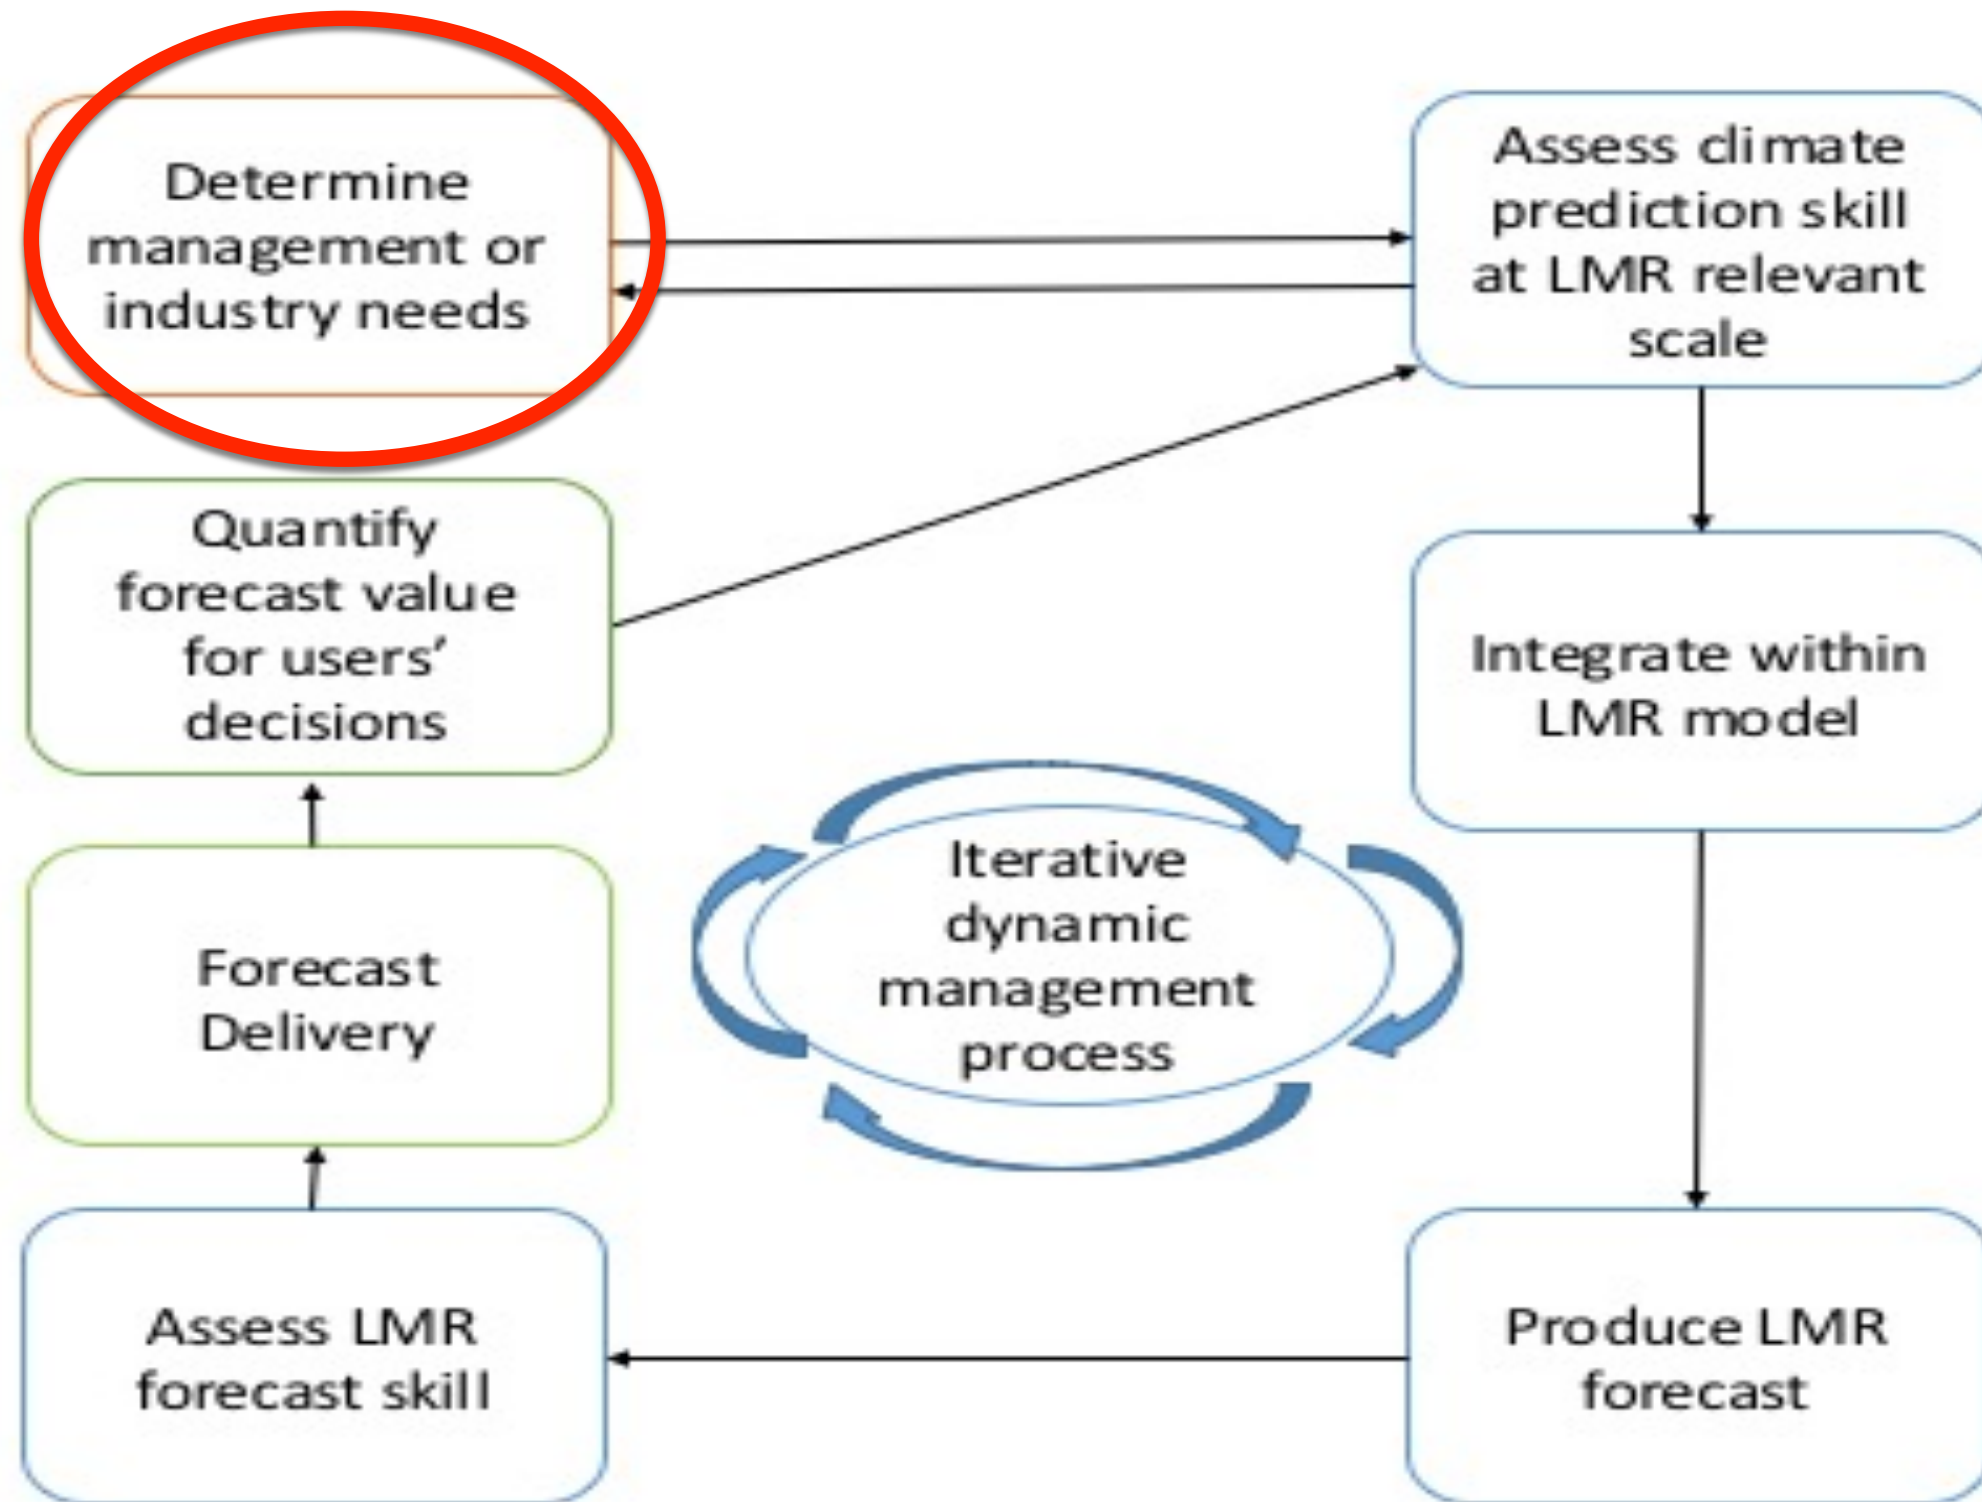 Determine
management or
industry needs
Assess climate
prediction skill
at LMR relevant
scale
Quantify
forecast value
for users’
decisions
Integrate within
LMR model
Iterative
dynamic
management
process
Forecast
Delivery
Assess LMR
forecast skill
Produce LMR
forecast